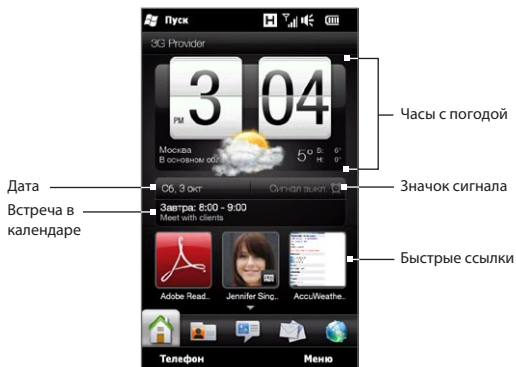 Пуск
H
3G Provider
3 04
PM
Москва
В основном обл
5° В: 6°
Н: 0°
Часы с погодой
Дата
Сб, 3 окт
Сигнал выкл.
Значок сигнала
Встреча в
календаре
Завтра: 8:00 - 9:00
Meet with clients
Быстрые ссылки
Adobe Read..
Jennifer Sing..
AccuWeathe..
Телефон
Меню